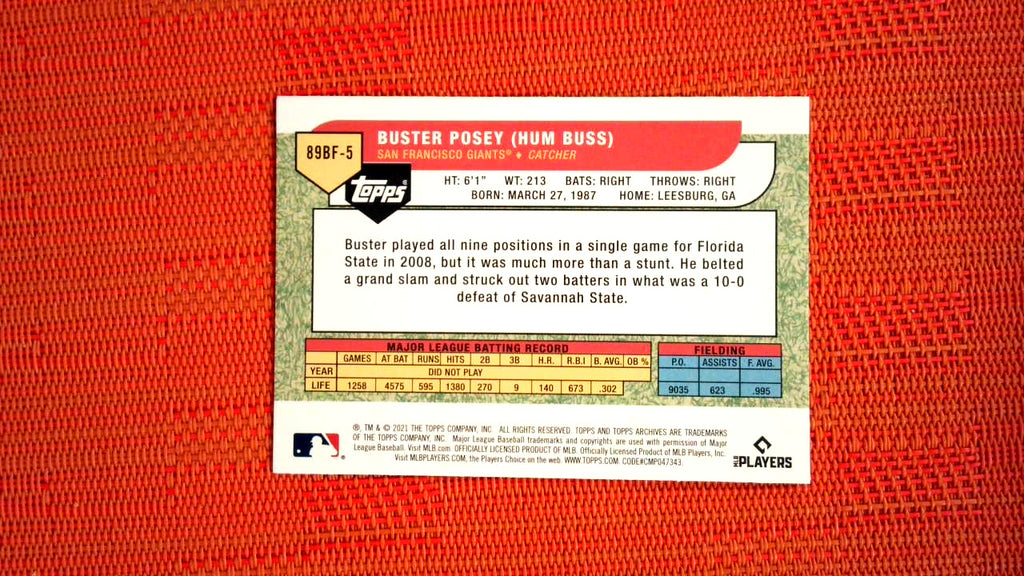 89BF-5
BUSTER POSEY (HUM BUSS)
SAN FRANCISCO GIANTS® ♦ CATCHER
topps
HT: 6'1" WT: 213 BATS: RIGHT THROWS: RIGHT
BORN: MARCH 27, 1987 HOME: LEESBURG, GA
Buster played all nine positions in a single game for Florida
State in 2008, but it was much more than a stunt. He belted
a grand slam and struck out two batters in what was a 10-0
defeat of Savannah State.
MAJOR LEAGUE BATTING RECORD
GAMES AT BAT RUNS HITS 2B 3B H.R. R.B.I B. AVG. OB %
YEAR DID NOT PLAY
LIFE 1258 4575 595 1380 270 9 140 673 .302
FIELDING
P.O. ASSISTS F. AVG.
9035 623 .995
®, TM & © 2021 THE TOPPS COMPANY, INC. ALL RIGHTS RESERVED. TOPPS AND TOPPS ARCHIVES ARE TRADEMARKS
OF THE TOPPS COMPANY, INC. Major League Baseball trademarks and copyrights are used with permission of Major
League Baseball. Visit MLB.com. OFFICIALLY LICENSED PRODUCT OF MLB. Officially Licensed Product of MLB Players, Inc.
Visit MLBPLAYERS.COM, the Players Choice on the web. WWW.TOPPS.COM. CODE#CMP047343.
MLB PLAYERS